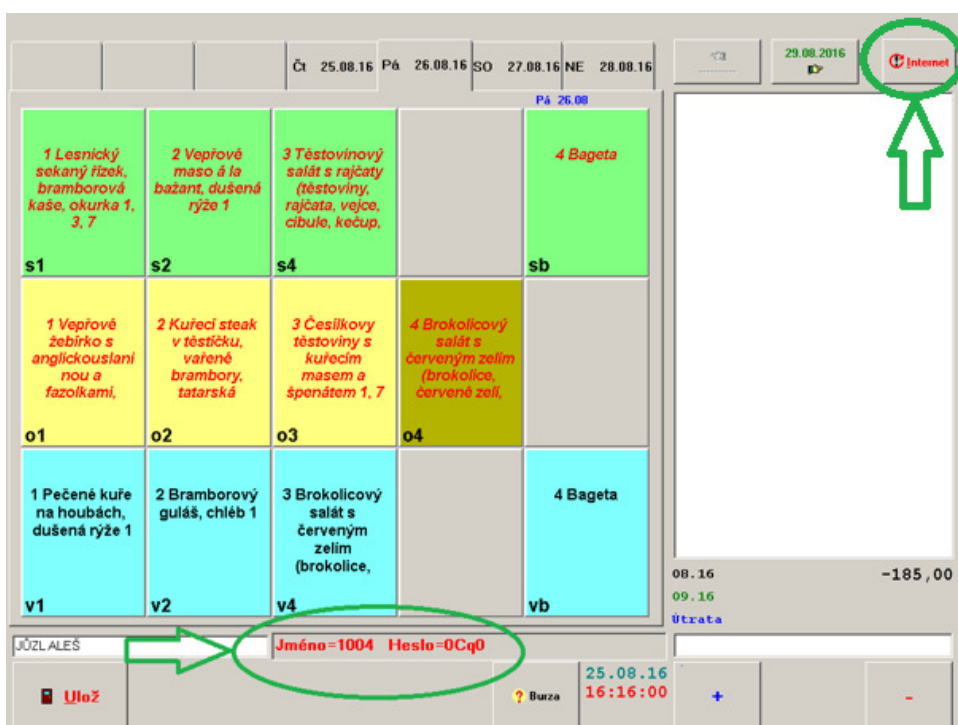 Čt 25.08.16 Pá 26.08.16 SO 27.08.16 NE 28.08.16
29.08.2016
Internet
Pá 26.08
1 Lesnický
sekaný řízek,
bramborová
kaše, okurka 1,
3, 7
s1
2 Vepřové
maso á la
bažant, dušená
rýže 1
s2
3 Těstovinový
salát s rajčaty
(těstoviny,
rajčata, vejce,
cibule, kečup,
s4
4 Bageta
sb
1 Vepřové
žebírko s
anglickouslani
nou a
fazolkami,
o1
2 Kuřecí steak
v těstíčku,
vařené
brambory,
tatarská
o2
3 Česilkovy
těstoviny s
kuřecím
masem a
špenátem 1, 7
o3
4 Brokolicový
salát s
červeným zelím
(brokolice,
červené zelí,
o4
1 Pečené kuře
na houbách,
dušená rýže 1
v1
2 Bramborový
guláš, chléb 1
v2
3 Brokolicový
salát s
červeným
zelím
(brokolice,
v4
4 Bageta
vb
08.16 -185,00
09.16
Útrata
JŮZL ALEŠ
Jméno=1004 Heslo=0Cq0
Ulož
? Burza
25.08.16
16:16:00
+
-